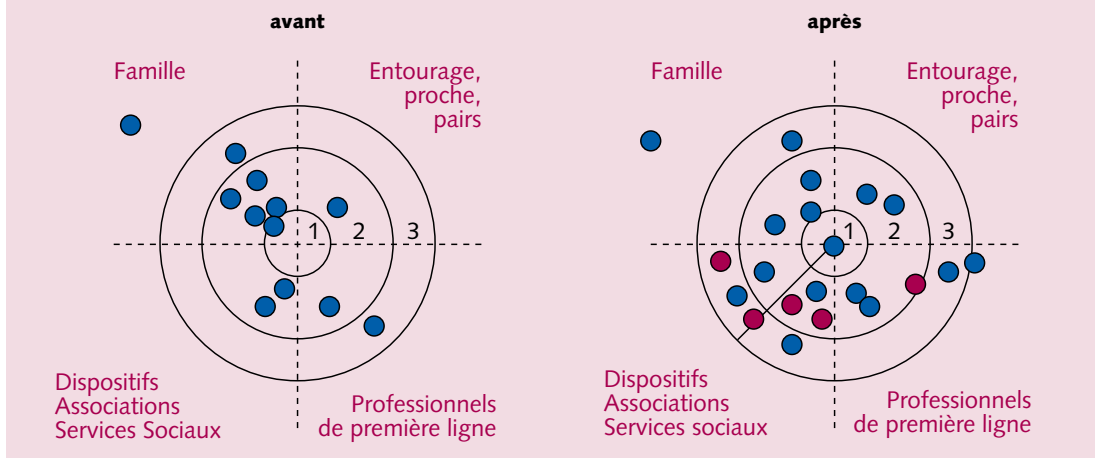 avant
Famille
Entourage,
proche,
pairs
1 2 3
Dispositifs
Associations
Services Sociaux
Professionnels
de première ligne
après
Famille
Entourage,
proche,
pairs
1 2 3
Dispositifs
Associations
Services sociaux
Professionnels
de première ligne